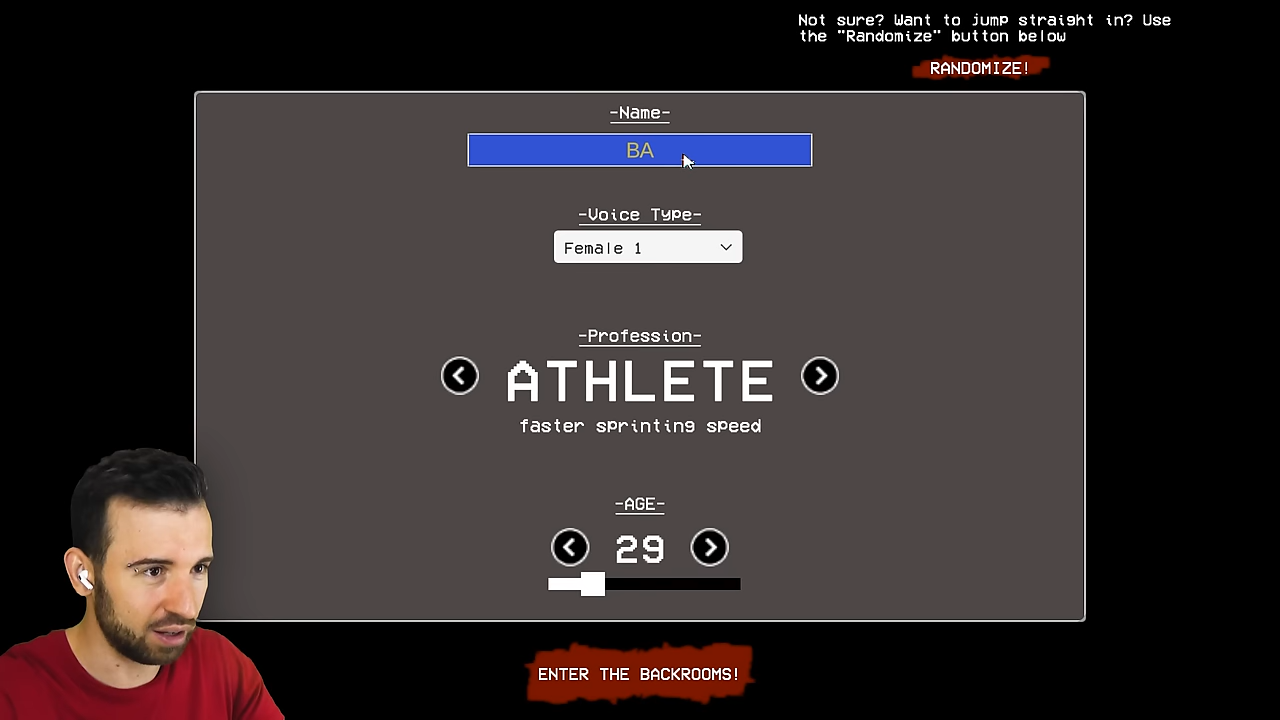 Not sure? Want to jump straight in? Use
the "Randomize" button below
RANDOMIZE!
-Name-
BA
-Voice Type-
Female 1
-Profession-
ATHLETE
faster sprinting speed
-AGE-
29
ENTER THE BACKROOMS!